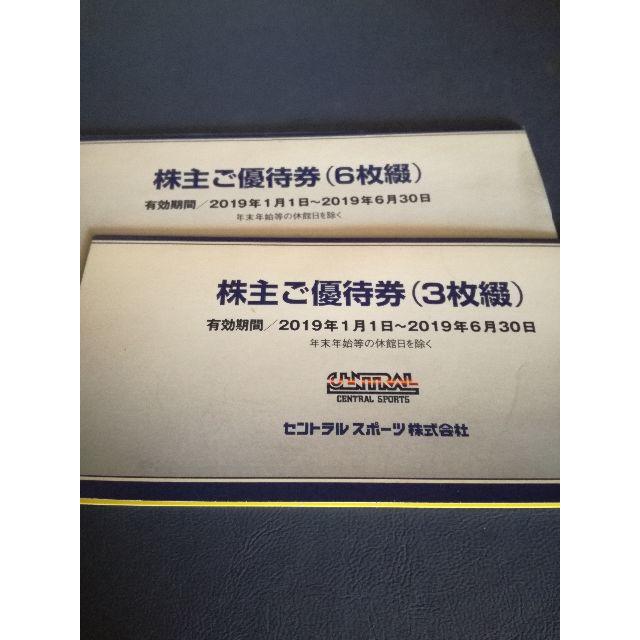 株主ご優待券(6枚綴)
有効期間/2019年1月1日~2019年6月30日
年末年始等の休館日を除く
株主ご優待券(3枚綴)
有効期間/2019年1月1日~2019年6月30日
年末年始等の休館日を除く
CENTRAL
CENTRAL SPORTS
セントラルスポーツ株式会社